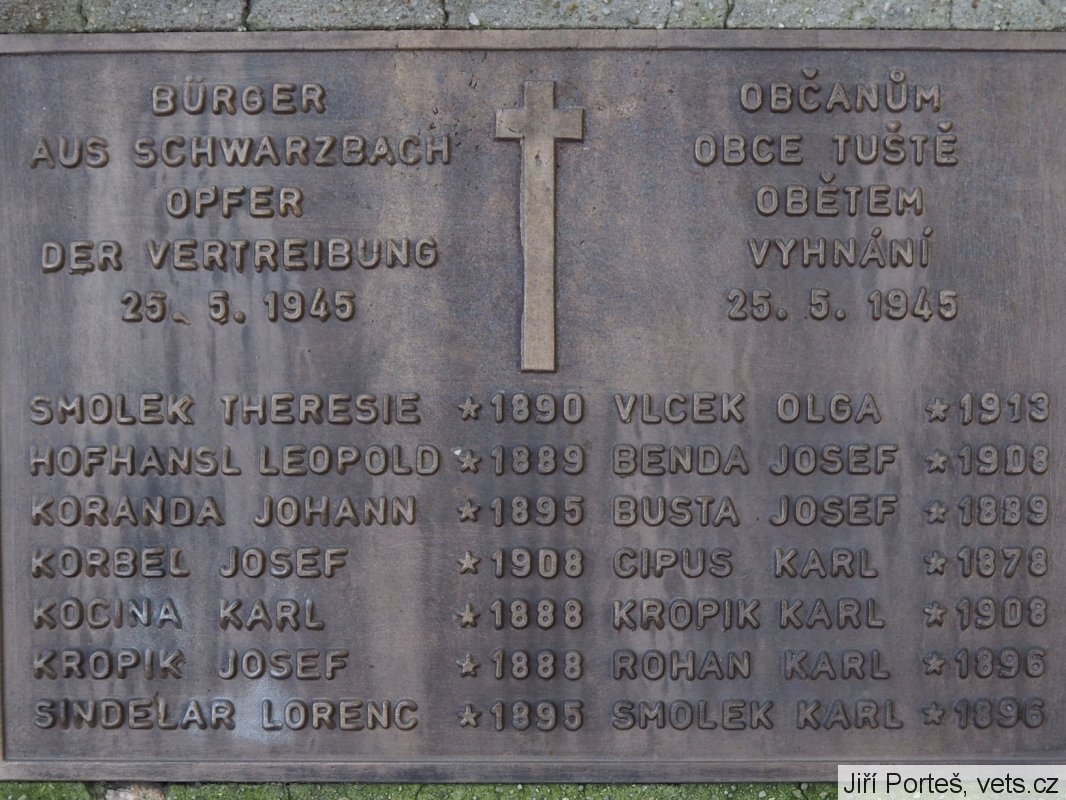 BÜRGER
AUS SCHWARZBACH
OPFER
DER VERTREIBUNG
25. 5. 1945
OBČANŮM
OBCE TUŠTĚ
OBĚTEM
VYHNÁNÍ
25. 5. 1945
SMOLEK THERESIE *1890
HOFHANSL LEOPOLD *1889
KORANDA JOHANN *1895
KORBEL JOSEF *1908
KOCINA KARL *1888
KROPIK JOSEF *1888
SINDELAR LORENC *1895
VLCEK OLGA *1913
BENDA JOSEF *1908
BUSTA JOSEF *1889
CIPUS KARL *1878
KROPIK KARL *1908
ROHAN KARL *1896
SMOLEK KARL *1896
Jiří Porteš, vets.cz